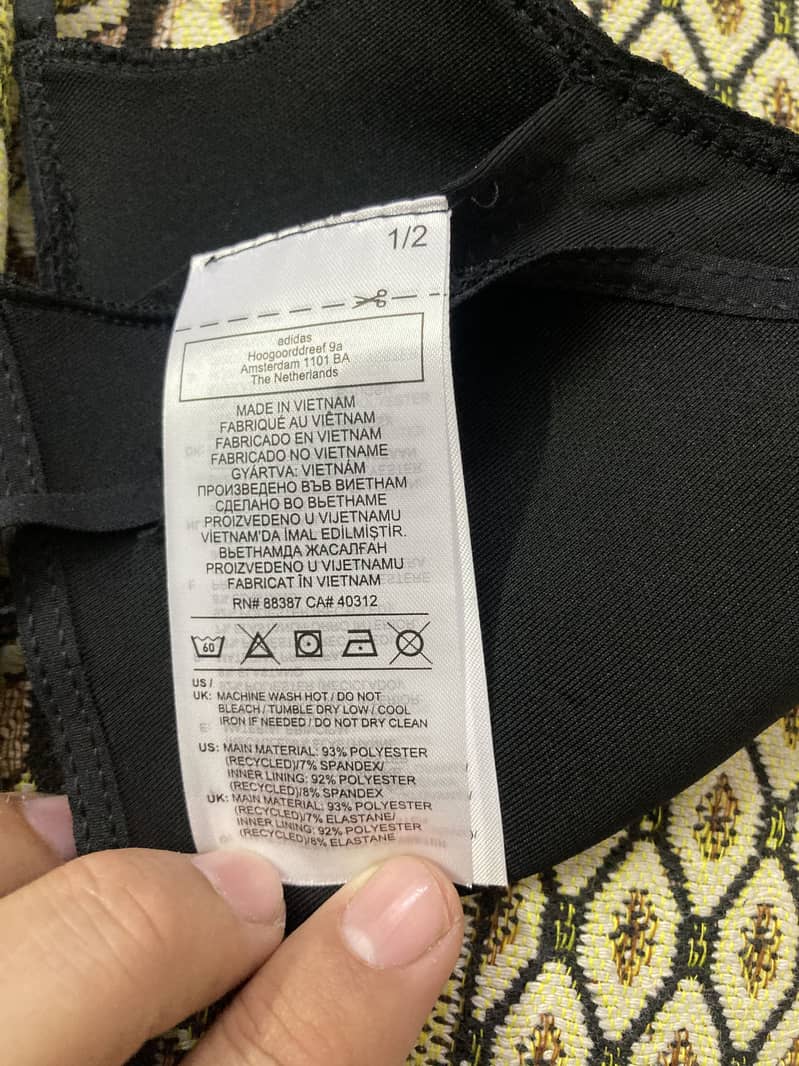 1/2
adidas
Hoogoorddreef 9a
Amsterdam 1101 BA
The Netherlands
MADE IN VIETNAM
FABRIQUÉ AU VIÊTNAM
FABRICADO EN VIETNAM
FABRICADO NO VIETNAME
GYÁRTVA: VIETNÁM
ПРОИЗВЕДЕНО ВЪВ ВИЕТНАМ
СДЕЛАНО ВО ВЬЕТНАМЕ
PROIZVEDENO U VIJETNAMU
VİETNAM'DA İMAL EDİLMİŞTİR.
ВЬЕТНАМДА ЖАСАЛҒАН
PROIZVEDENO U VIJETNAMU
FABRICAT ÎN VIETNAM
RN# 88387 CA# 40312
60
US /
UK: MACHINE WASH HOT / DO NOT
BLEACH / TUMBLE DRY LOW / COOL
IRON IF NEEDED / DO NOT DRY CLEAN
US: MAIN MATERIAL: 93% POLYESTER
(RECYCLED)/7% SPANDEX/
INNER LINING: 92% POLYESTER
(RECYCLED)/8% SPANDEX
UK: MAIN MATERIAL: 93% POLYESTER
(RECYCLED)/7% ELASTANE/
INNER LINING: 92% POLYESTER
(RECYCLED)/8% ELASTANE